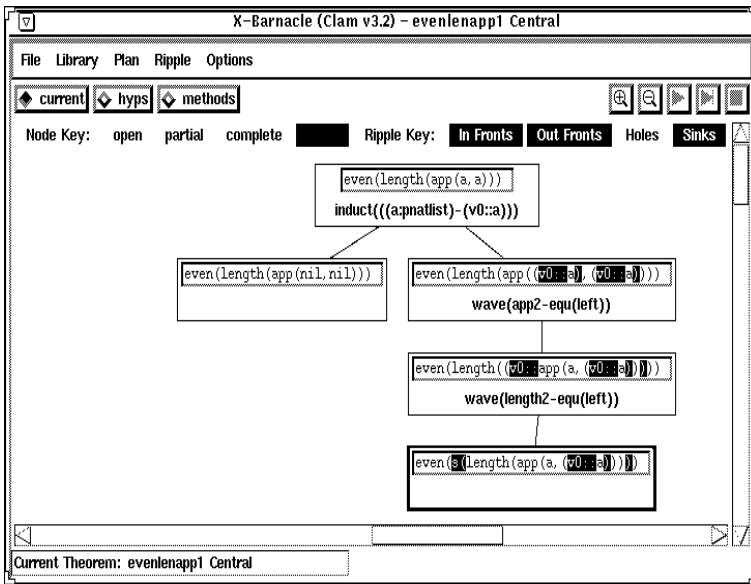 X-Barnacle (Clam v3.2) – evenlenapp1 Central
File Library Plan Ripple Options
current hyps methods
Node Key: open partial complete Ripple Key: In Fronts Out Fronts Holes Sinks
even(length(app(a,a)))
induct(((a:pnatlist)-(v0::a)))
even(length(app(nil,nil)))
even(length(app((v0::a),(v0::a))))
wave(app2-equ(left))
even(length((v0::app(a,(v0::a)))))
wave(length2-equ(left))
even(s(length(app(a,(v0::a)))))
Current Theorem: evenlenapp1 Central